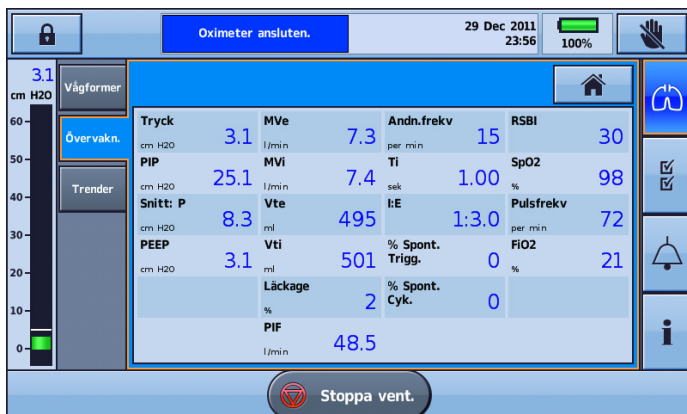 Oximeter ansluten.
29 Dec 2011
23:56
100%
3.1
cm H2O
60
50
40
30
20
10
0
Vågformer
Övervakn.
Trender
Tryck
cm H2O
3.1
MVe
l/min
7.3
Andn.frekv
per min
15
RSBI
30
PIP
cm H2O
25.1
MVi
l/min
7.4
Ti
sek
1.00
SpO2
%
98
Snitt: P
cm H2O
8.3
Vte
ml
495
I:E
1:3.0
Pulsfrekv
per min
72
PEEP
cm H2O
3.1
Vti
ml
501
% Spont.
Trigg.
0
FiO2
%
21
Läckage
%
2
% Spont.
Cyk.
0
PIF
l/min
48.5
Stoppa vent.